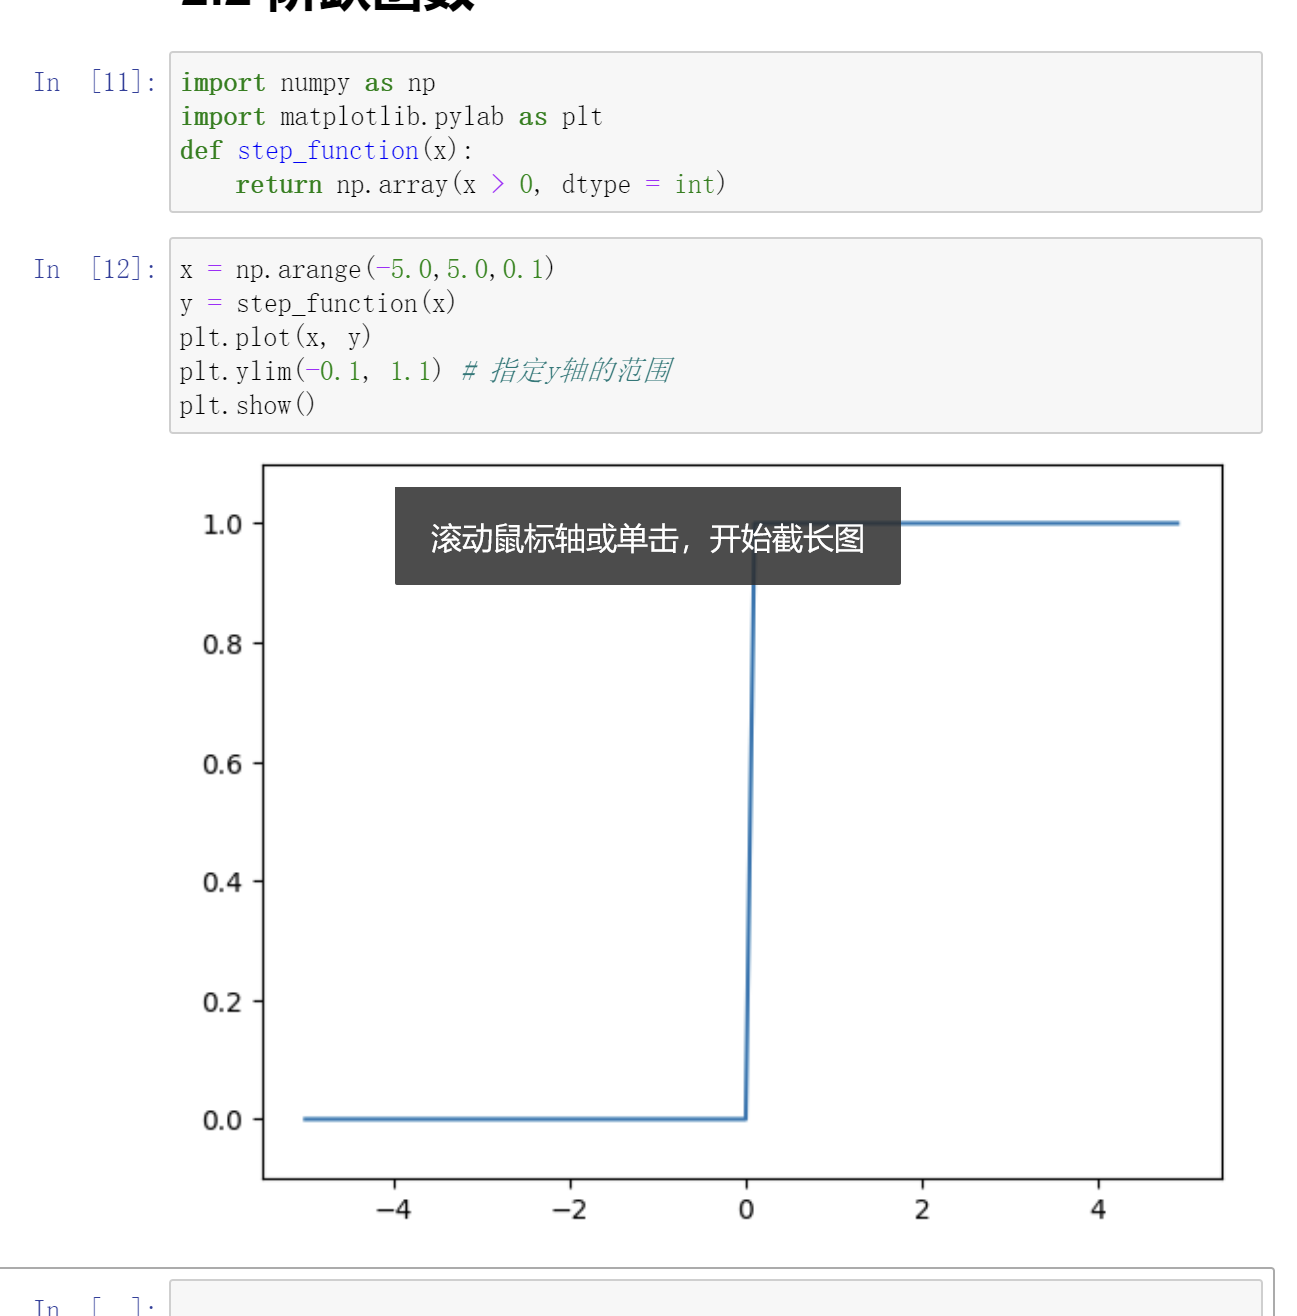 In [11]:
import numpy as np
import matplotlib.pylab as plt
def step_function(x):
    return np.array(x > 0, dtype = int)
In [12]:
x = np.arange(-5.0,5.0,0.1)
y = step_function(x)
plt.plot(x, y)
plt.ylim(-0.1, 1.1) # 指定y轴的范围
plt.show()
滚动鼠标轴或单击，开始截长图
1.0
0.8
0.6
0.4
0.2
0.0
−4 −2 0 2 4
In [ ]: